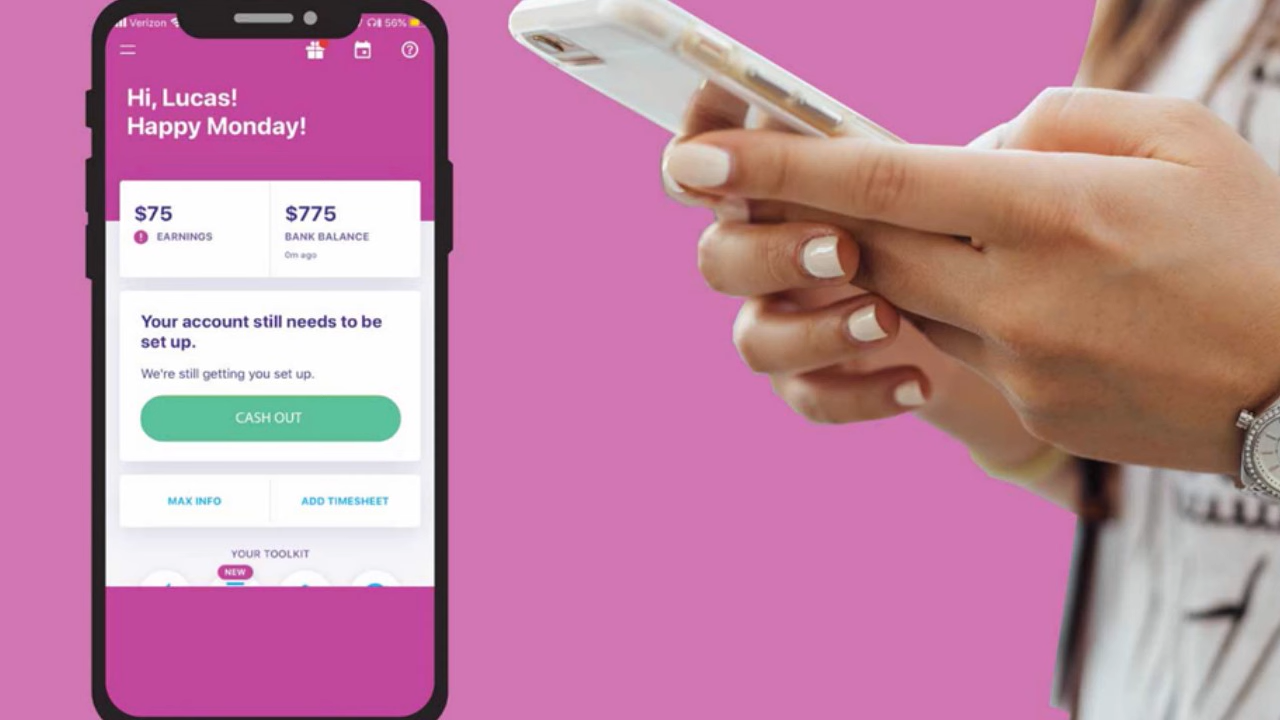 Verizon
56%
Hi, Lucas!
Happy Monday!
$75
$775
! EARNINGS
BANK BALANCE
0m ago
Your account still needs to be
set up.
We're still getting you set up.
CASH OUT
MAX INFO
ADD TIMESHEET
YOUR TOOLKIT
NEW